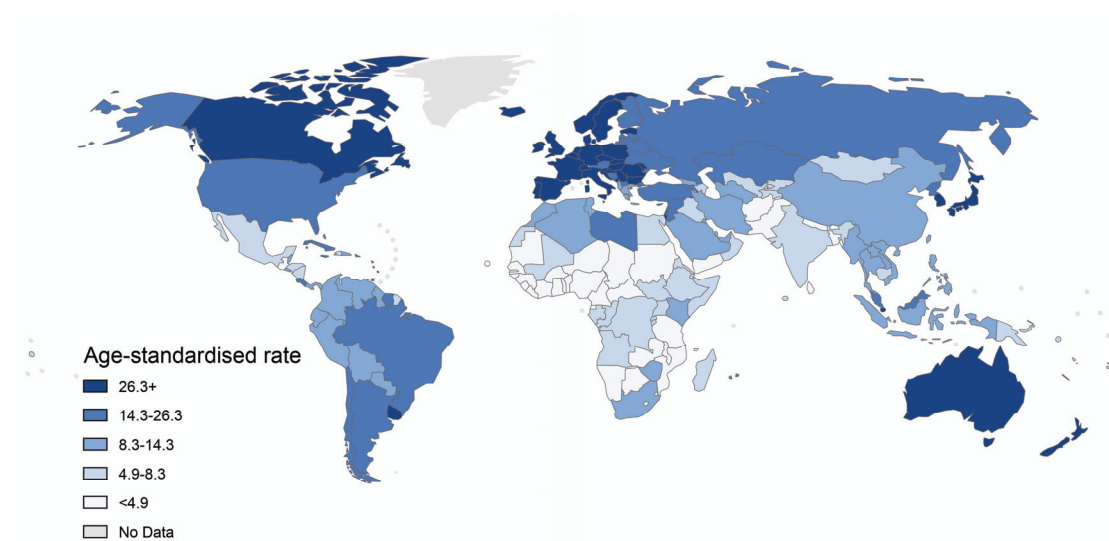 Age-standardised rate
26.3+
14.3-26.3
8.3-14.3
4.9-8.3
<4.9
No Data